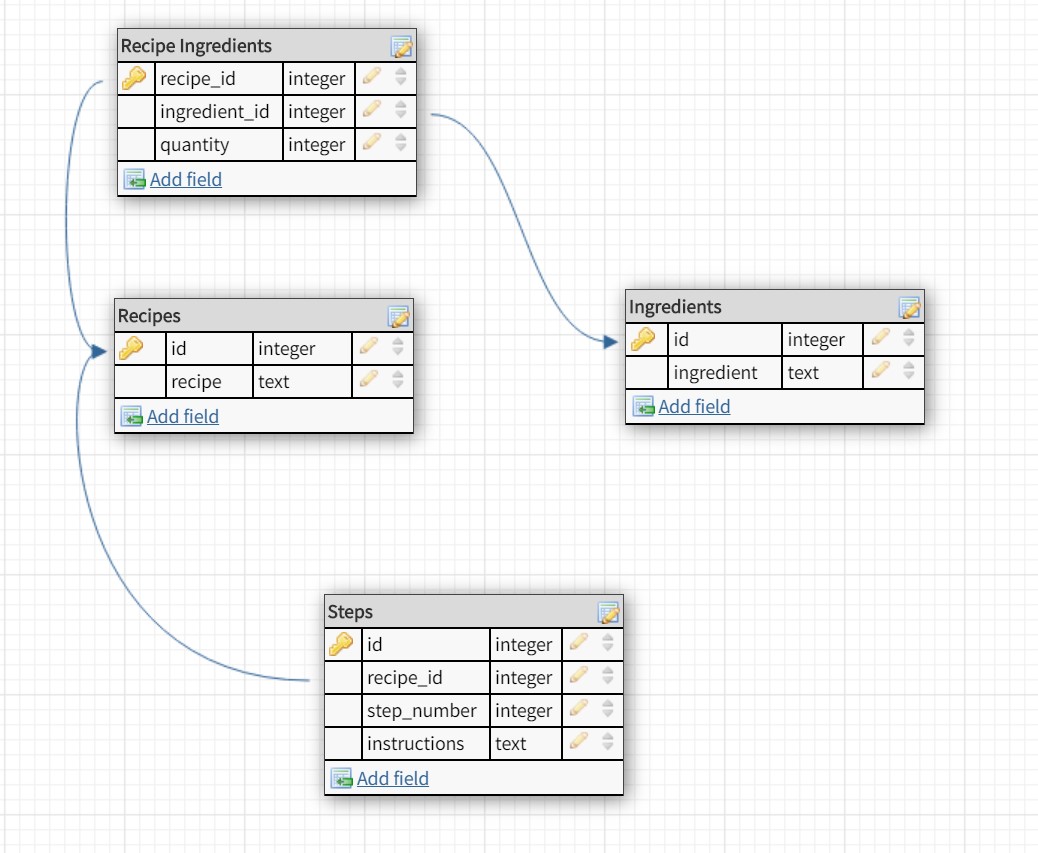 Recipe Ingredients
recipe_id integer
ingredient_id integer
quantity integer
Add field
Recipes
id integer
recipe text
Add field
Ingredients
id integer
ingredient text
Add field
Steps
id integer
recipe_id integer
step_number integer
instructions text
Add field